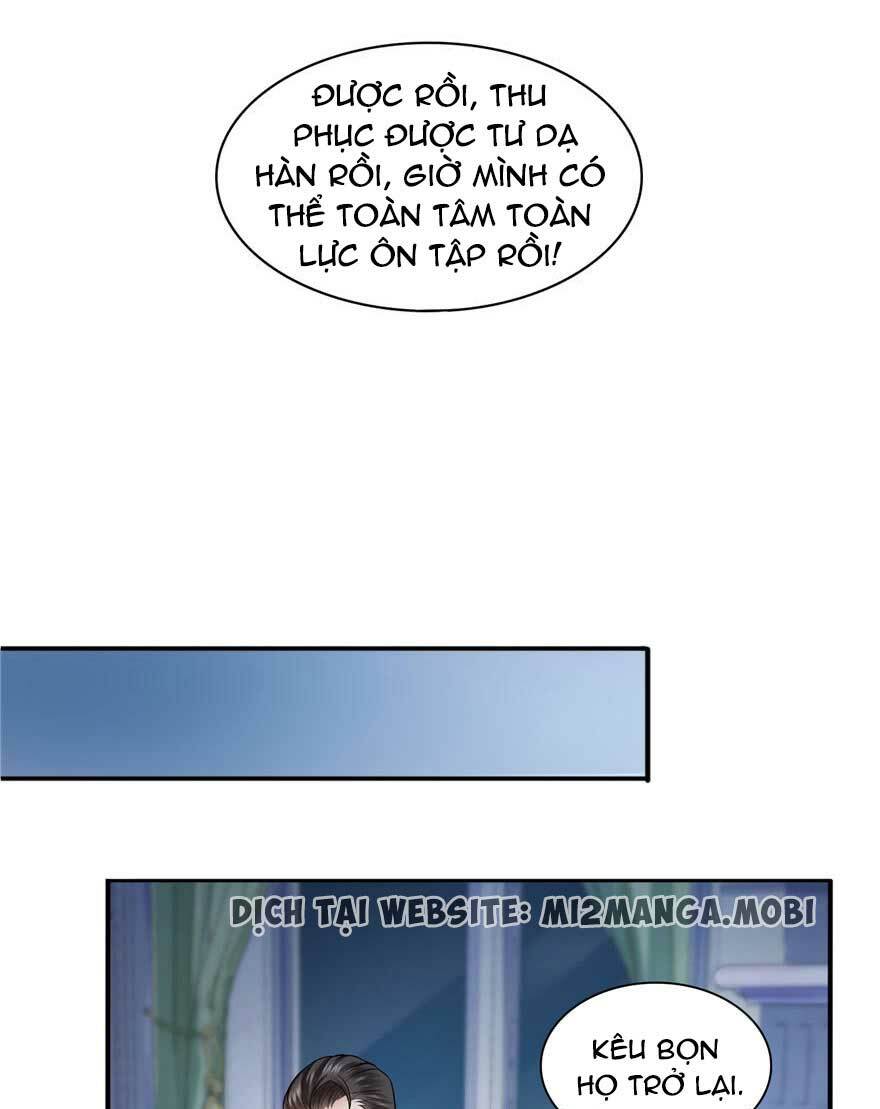 ĐƯỢC RỒI, THU
PHỤC ĐƯỢC TƯ DẠ
HÀN RỒI, GIỜ MÌNH CÓ
THỂ TOÀN TÂM TOÀN
LỰC ÔN TẬP RỒI!
DỊCH TẠI WEBSITE: MI2MANGA.MOBI
KÊU BỌN
HỌ TRỞ LẠI.